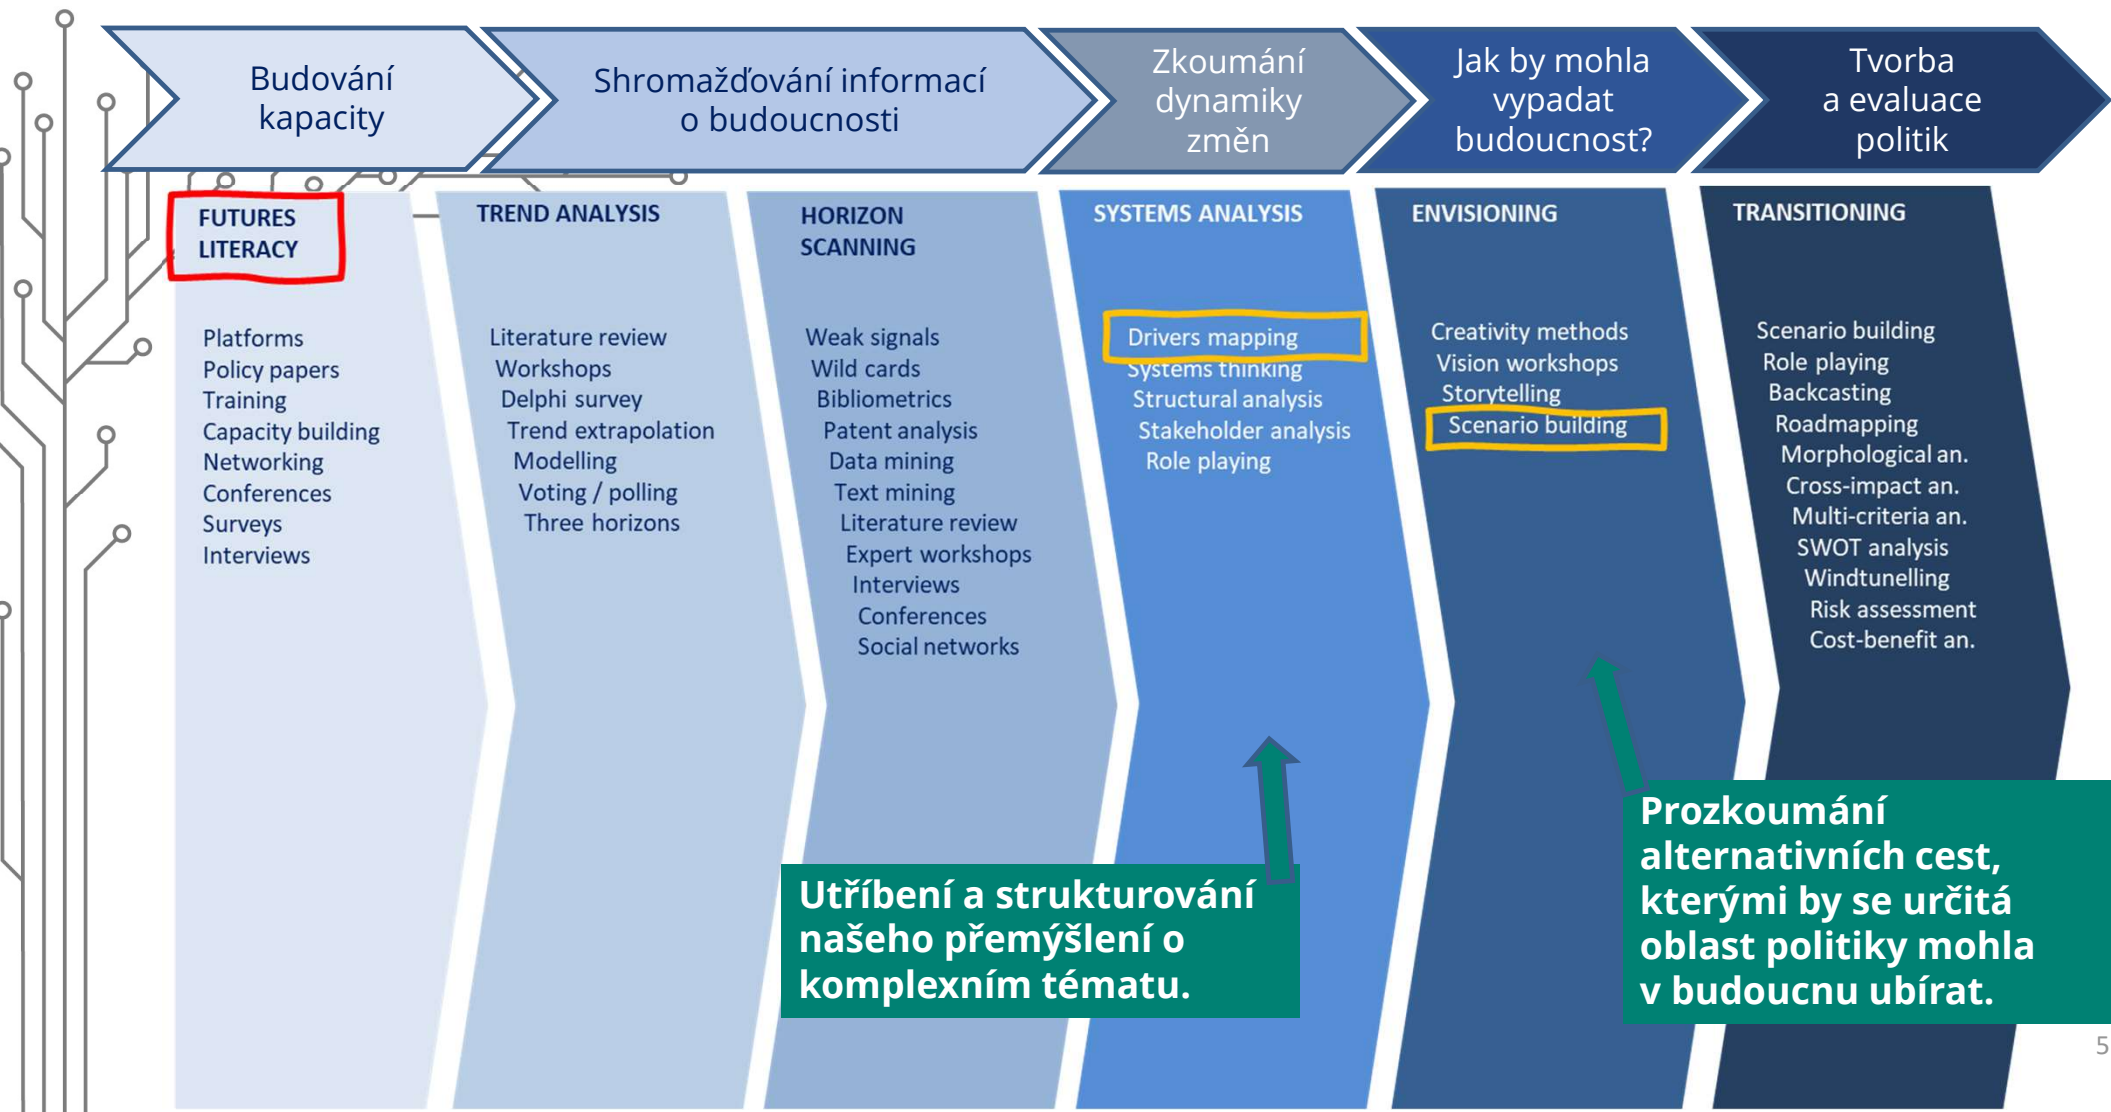 Budování
kapacity
Shromažďování informací
o budoucnosti
Zkoumání
dynamiky
změn
Jak by mohla
vypadat
budoucnost?
Tvorba
a evaluace
politik
FUTURES
LITERACY
Platforms
Policy papers
Training
Capacity building
Networking
Conferences
Surveys
Interviews
TREND ANALYSIS
Literature review
Workshops
Delphi survey
Trend extrapolation
Modelling
Voting / polling
Three horizons
HORIZON
SCANNING
Weak signals
Wild cards
Bibliometrics
Patent analysis
Data mining
Text mining
Literature review
Expert workshops
Interviews
Conferences
Social networks
SYSTEMS ANALYSIS
Drivers mapping
Systems thinking
Structural analysis
Stakeholder analysis
Role playing
ENVISIONING
Creativity methods
Vision workshops
Storytelling
Scenario building
TRANSITIONING
Scenario building
Role playing
Backcasting
Roadmapping
Morphological an.
Cross-impact an.
Multi-criteria an.
SWOT analysis
Windtunelling
Risk assessment
Cost-benefit an.
Utříbení a strukturování
našeho přemýšlení o
komplexním tématu.
Prozkoumání
alternativních cest,
kterými by se určitá
oblast politiky mohla
v budoucnu ubírat.
5